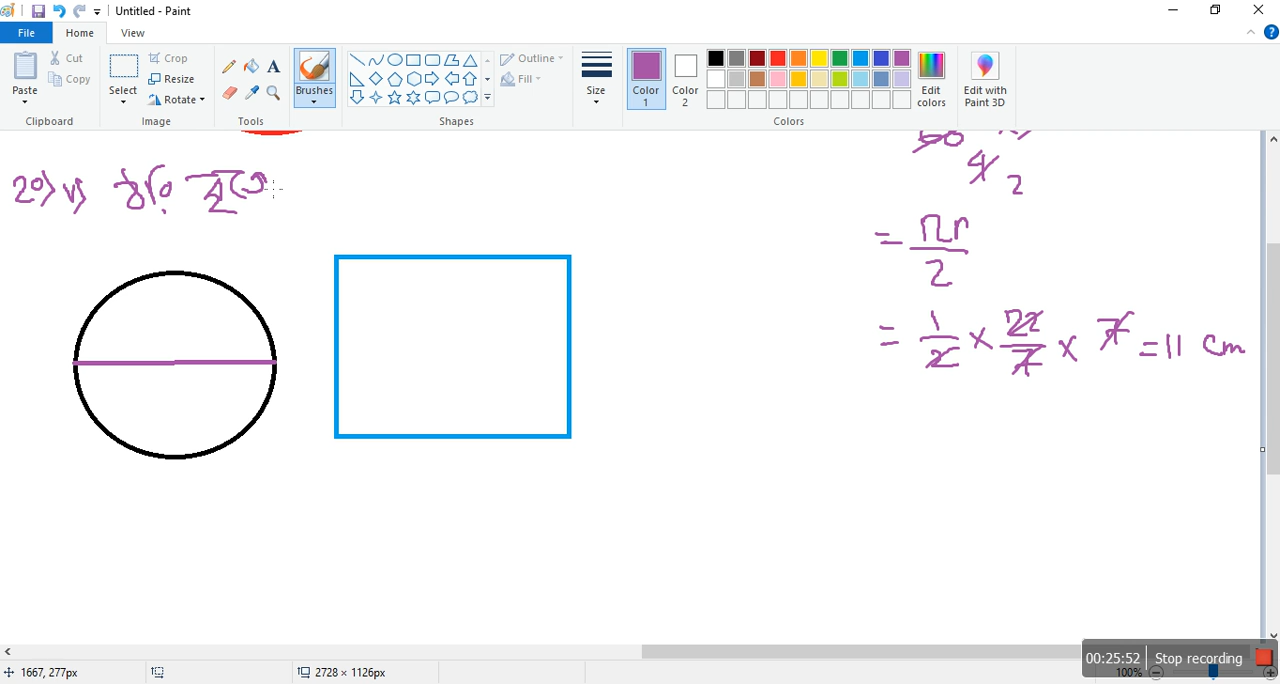 Untitled - Paint
File
Home
View
Paste
Cut
Copy
Clipboard
Select
Crop
Resize
Rotate
Image
A
Tools
Brushes
Shapes
Outline
Fill
Size
Color 1
Color 2
Edit colors
Colors
Edit with Paint 3D
4 2
= πr
2
= 1/2 × 22/7 × 7 = 11 cm
1667, 277px
2728 × 1126px
100%
00:25:52
Stop recording